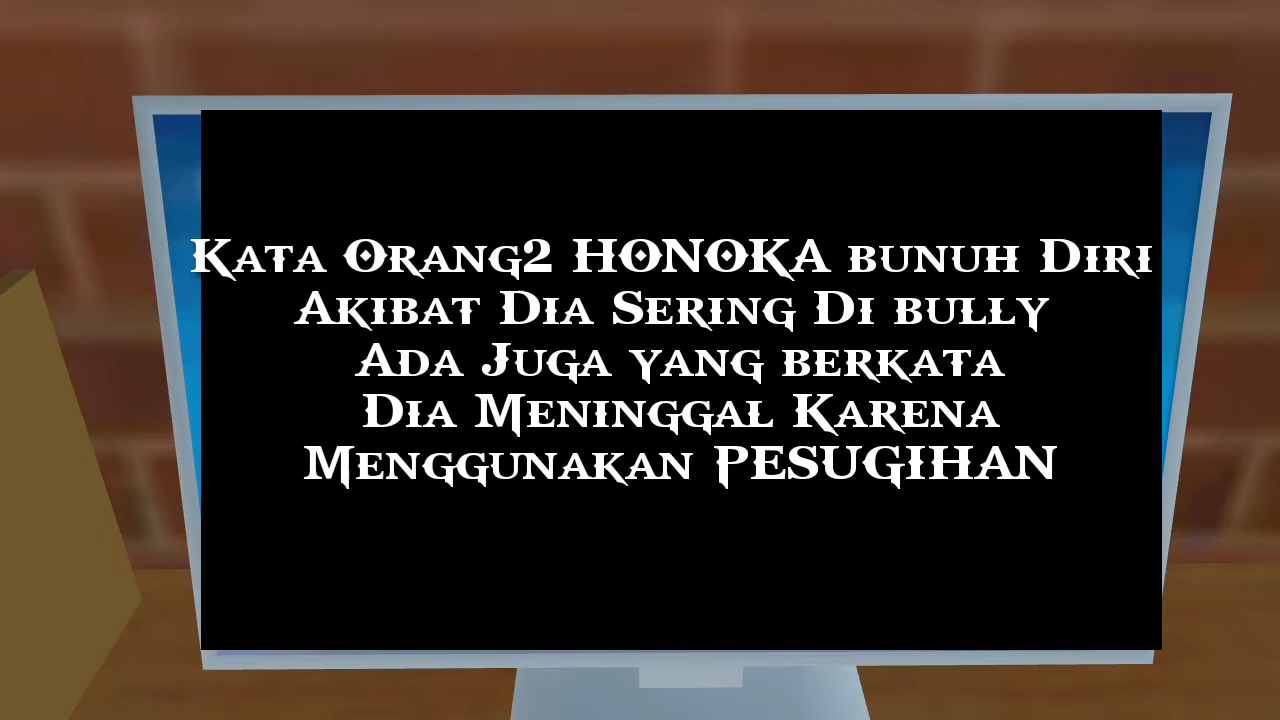 Kata Orang2 HONOKA bunuh Diri
Akibat Dia Sering Di bully
Ada Juga yang berkata
Dia Meninggal Karena
Menggunakan PESUGIHAN